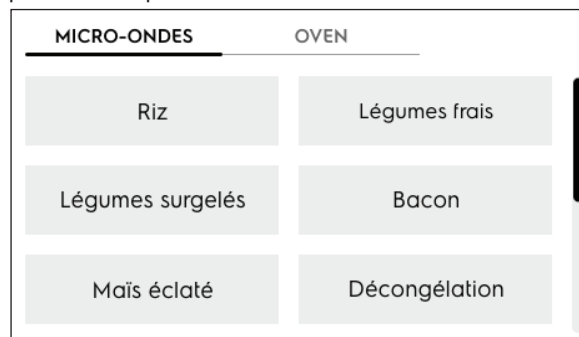 MICRO-ONDES OVEN
Riz Légumes frais
Légumes surgelés Bacon
Maïs éclaté Décongélation